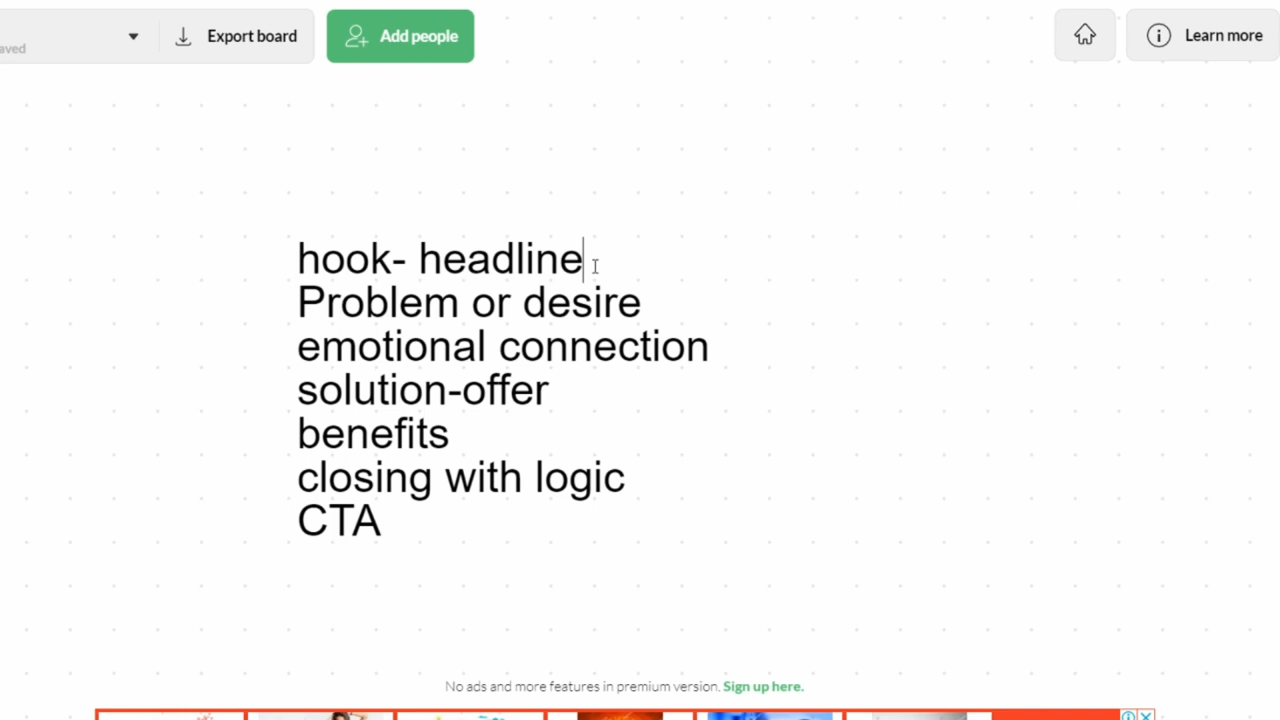 aved
Export board
Add people
Learn more
hook- headline
Problem or desire
emotional connection
solution-offer
benefits
closing with logic
CTA
No ads and more features in premium version. Sign up here.